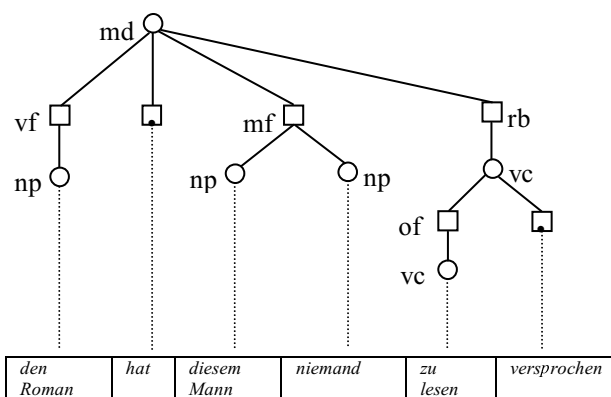 md
vf
mf
rb
np
np
np
vc
of
vc
den Roman
hat
diesem Mann
niemand
zu lesen
versprochen